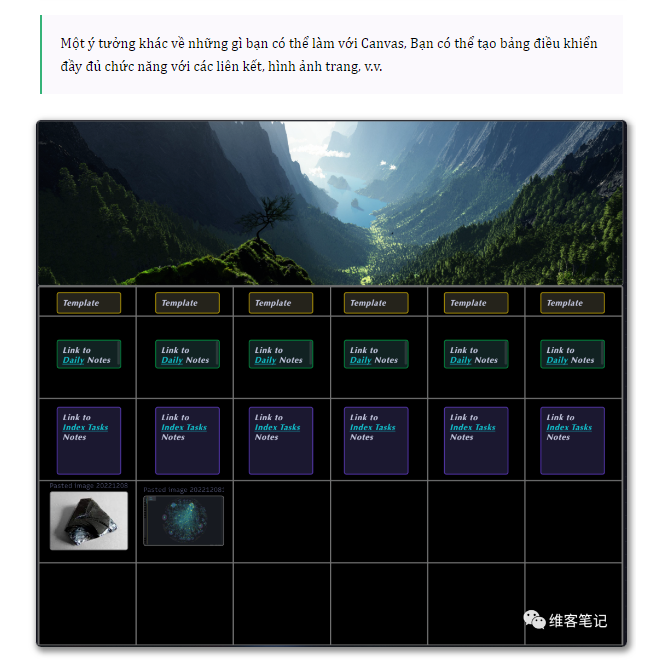 Một ý tưởng khác về những gì bạn có thể làm với Canvas, Bạn có thể tạo bảng điều khiển
đầy đủ chức năng với các liên kết, hình ảnh trang, v.v.
Template
Template
Template
Template
Template
Template
Link to
Daily Notes
Link to
Daily Notes
Link to
Daily Notes
Link to
Daily Notes
Link to
Daily Notes
Link to
Daily Notes
Link to
Index Tasks
Notes
Link to
Index Tasks
Notes
Link to
Index Tasks
Notes
Link to
Index Tasks
Notes
Link to
Index Tasks
Notes
Link to
Index Tasks
Notes
Pasted image 20221208
Pasted image 20221208
维客笔记